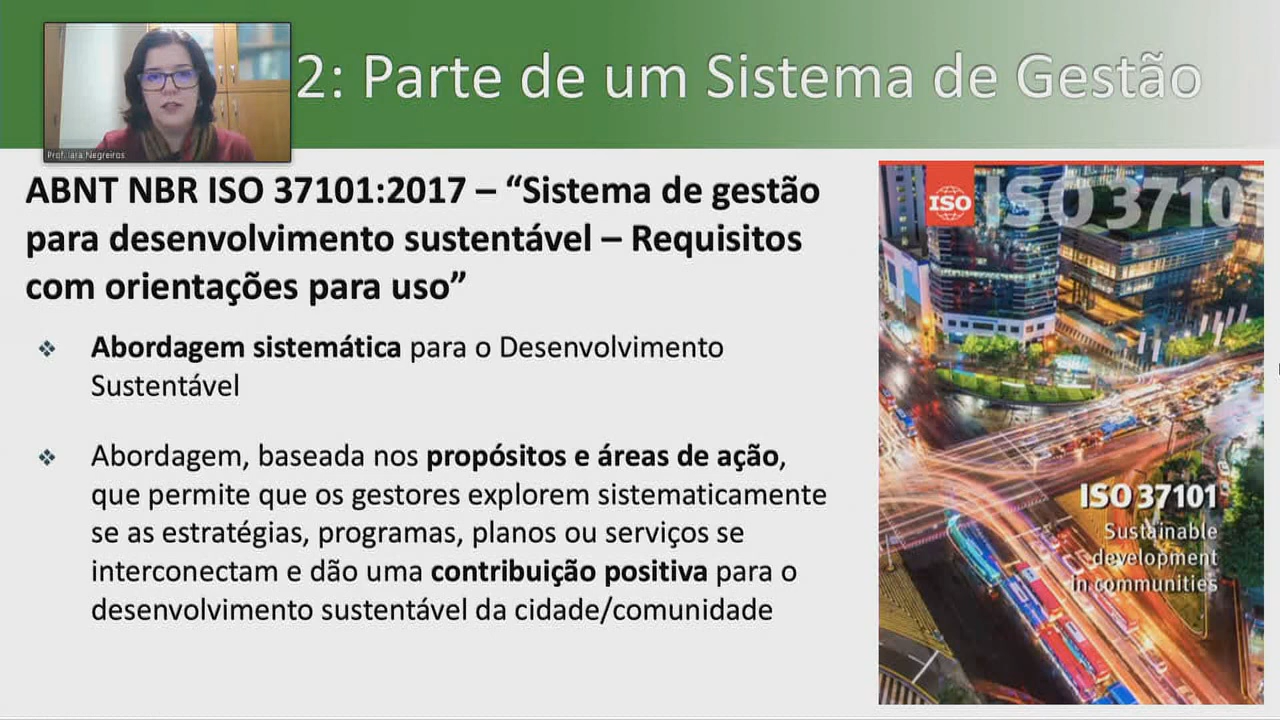 2: Parte de um Sistema de Gestão
Prof. Iara Negreiros
ABNT NBR ISO 37101:2017 – “Sistema de gestão
para desenvolvimento sustentável – Requisitos
com orientações para uso”
Abordagem sistemática para o Desenvolvimento
Sustentável
Abordagem, baseada nos propósitos e áreas de ação,
que permite que os gestores explorem sistematicamente
se as estratégias, programas, planos ou serviços se
interconectam e dão uma contribuição positiva para o
desenvolvimento sustentável da cidade/comunidade
ISO
ISO 37101
ISO 37101
Sustainable
development
in communities